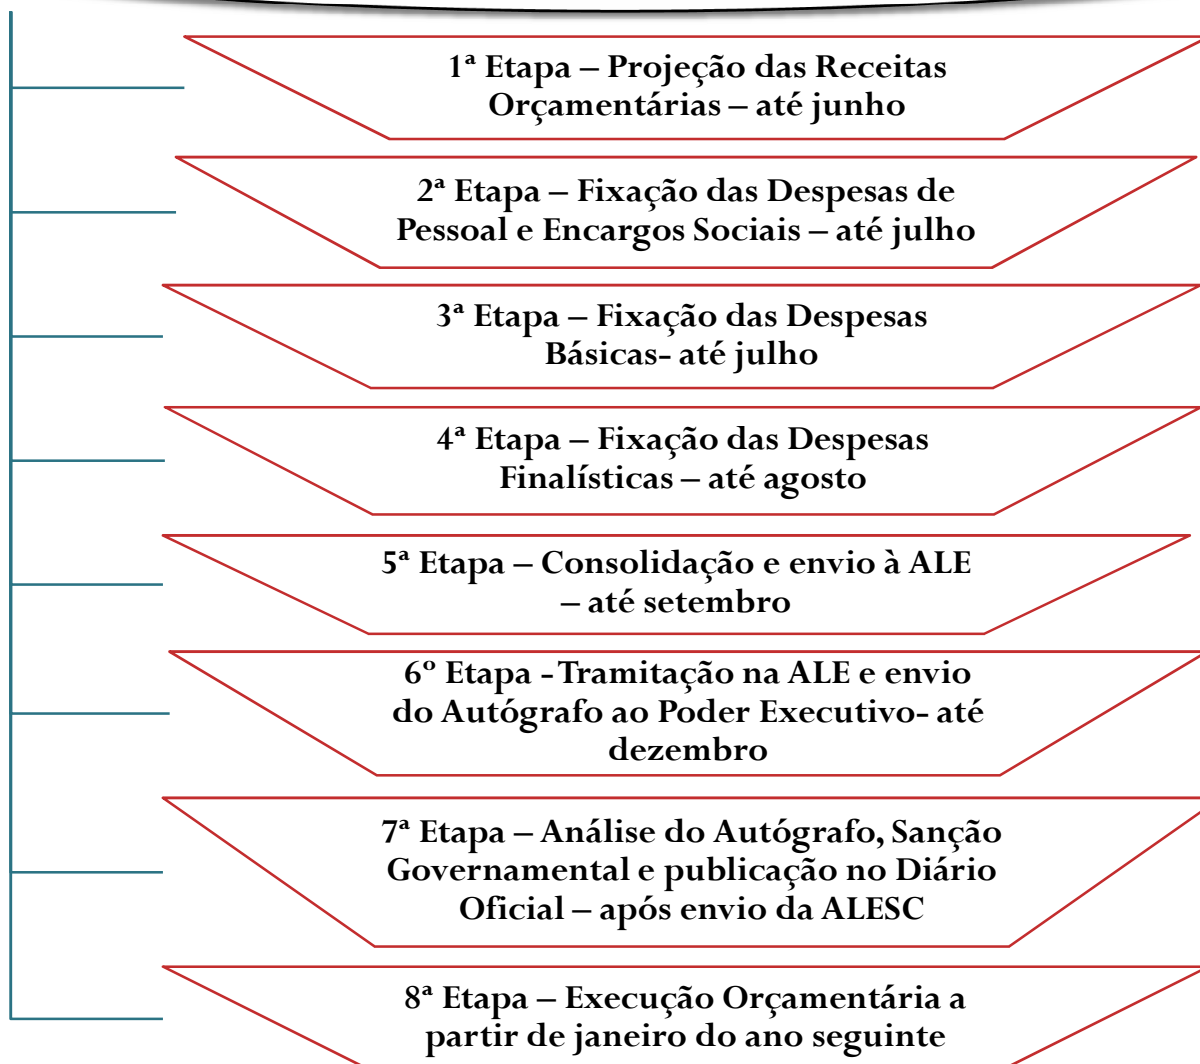 1ª Etapa – Projeção das Receitas
Orçamentárias – até junho
2ª Etapa – Fixação das Despesas de
Pessoal e Encargos Sociais – até julho
3ª Etapa – Fixação das Despesas
Básicas- até julho
4ª Etapa – Fixação das Despesas
Finalísticas – até agosto
5ª Etapa – Consolidação e envio à ALE
– até setembro
6º Etapa - Tramitação na ALE e envio
do Autógrafo ao Poder Executivo- até
dezembro
7ª Etapa – Análise do Autógrafo, Sanção
Governamental e publicação no Diário
Oficial – após envio da ALESC
8ª Etapa – Execução Orçamentária a
partir de janeiro do ano seguinte